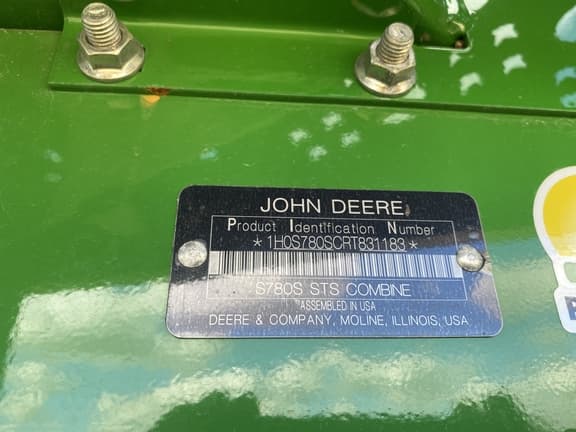 JOHN DEERE
Product Identification Number
*1H0S780SCRT831183*
S780S STS COMBINE
ASSEMBLED IN USA
DEERE & COMPANY, MOLINE, ILLINOIS, USA